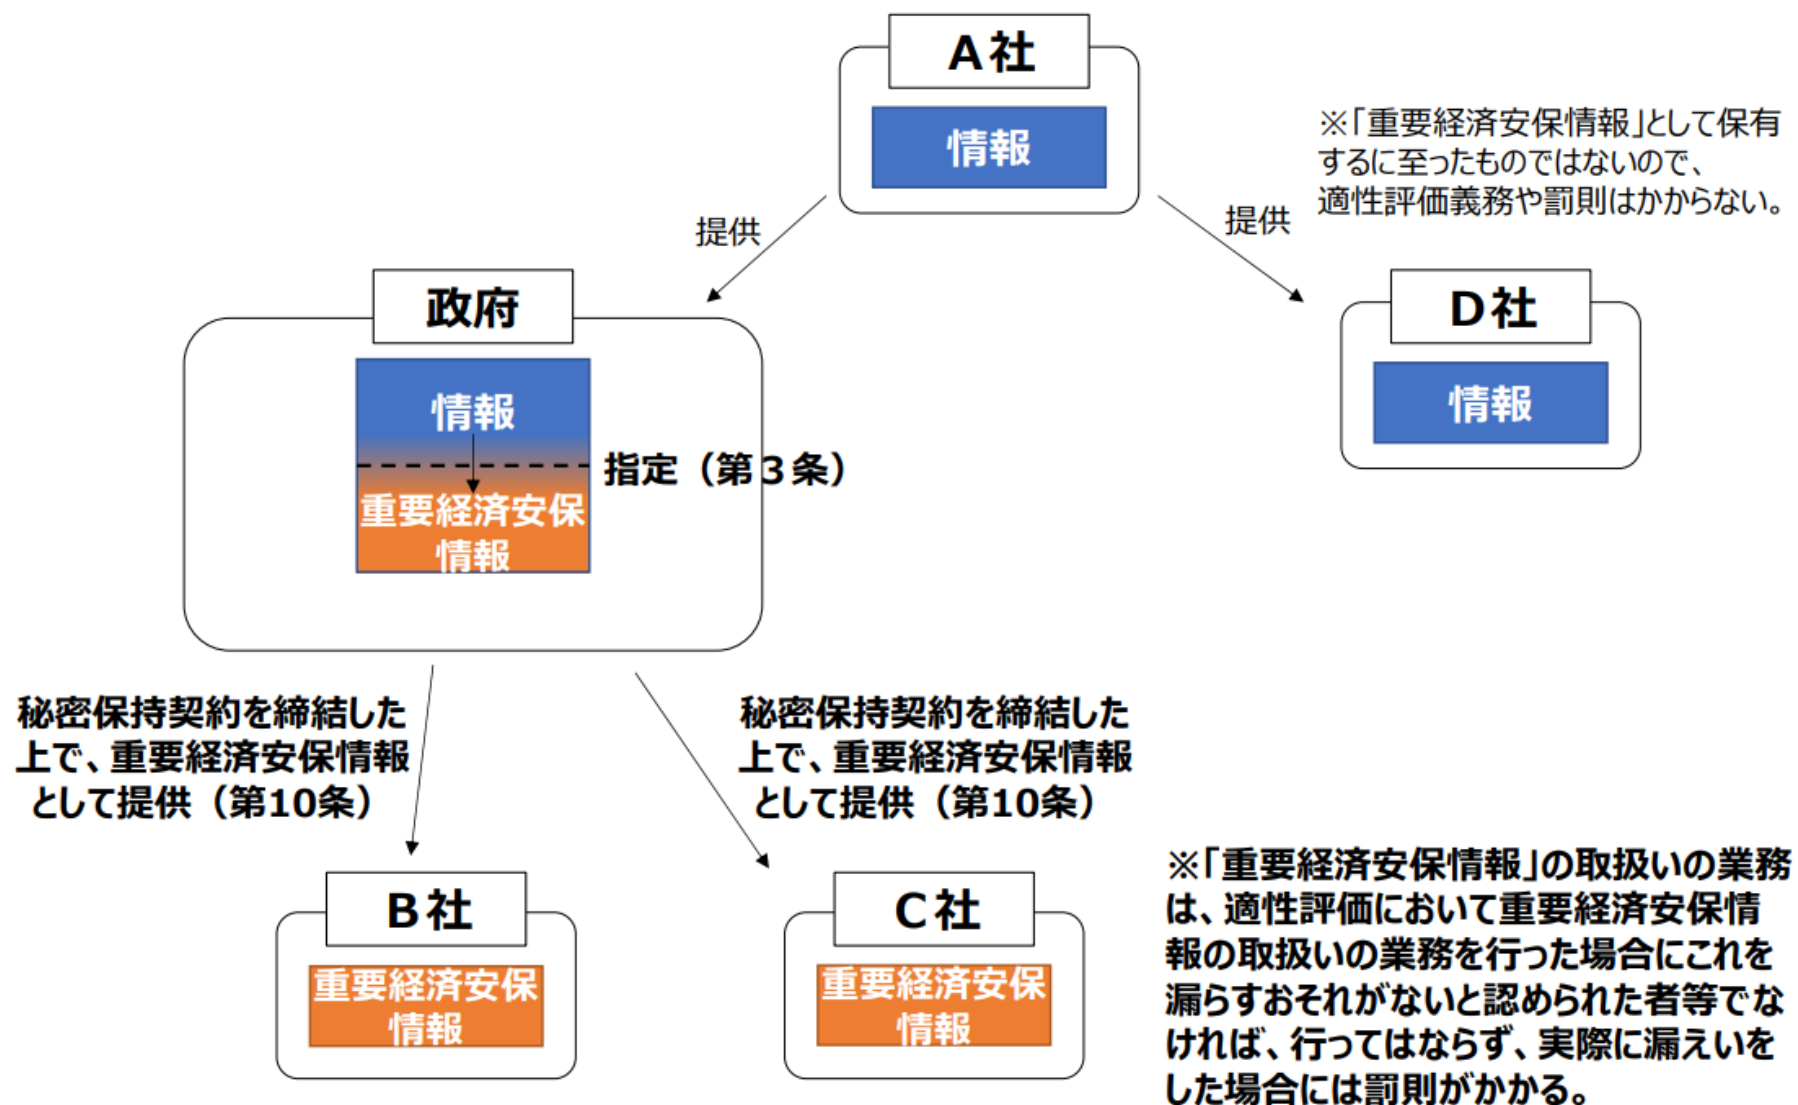 A社
情報
※「重要経済安保情報」として保有
するに至ったものではないので、
適性評価義務や罰則はかからない。
提供
提供
政府
D社
情報
情報
指定（第３条）
重要経済安保
情報
秘密保持契約を締結した
上で、重要経済安保情報
として提供（第10条）
秘密保持契約を締結した
上で、重要経済安保情報
として提供（第10条）
B社
重要経済安保
情報
C社
重要経済安保
情報
※「重要経済安保情報」の取扱いの業務
は、適性評価において重要経済安保情
報の取扱いの業務を行った場合にこれを
漏らすおそれがないと認められた者等でな
ければ、行ってはならず、実際に漏えいを
した場合には罰則がかかる。